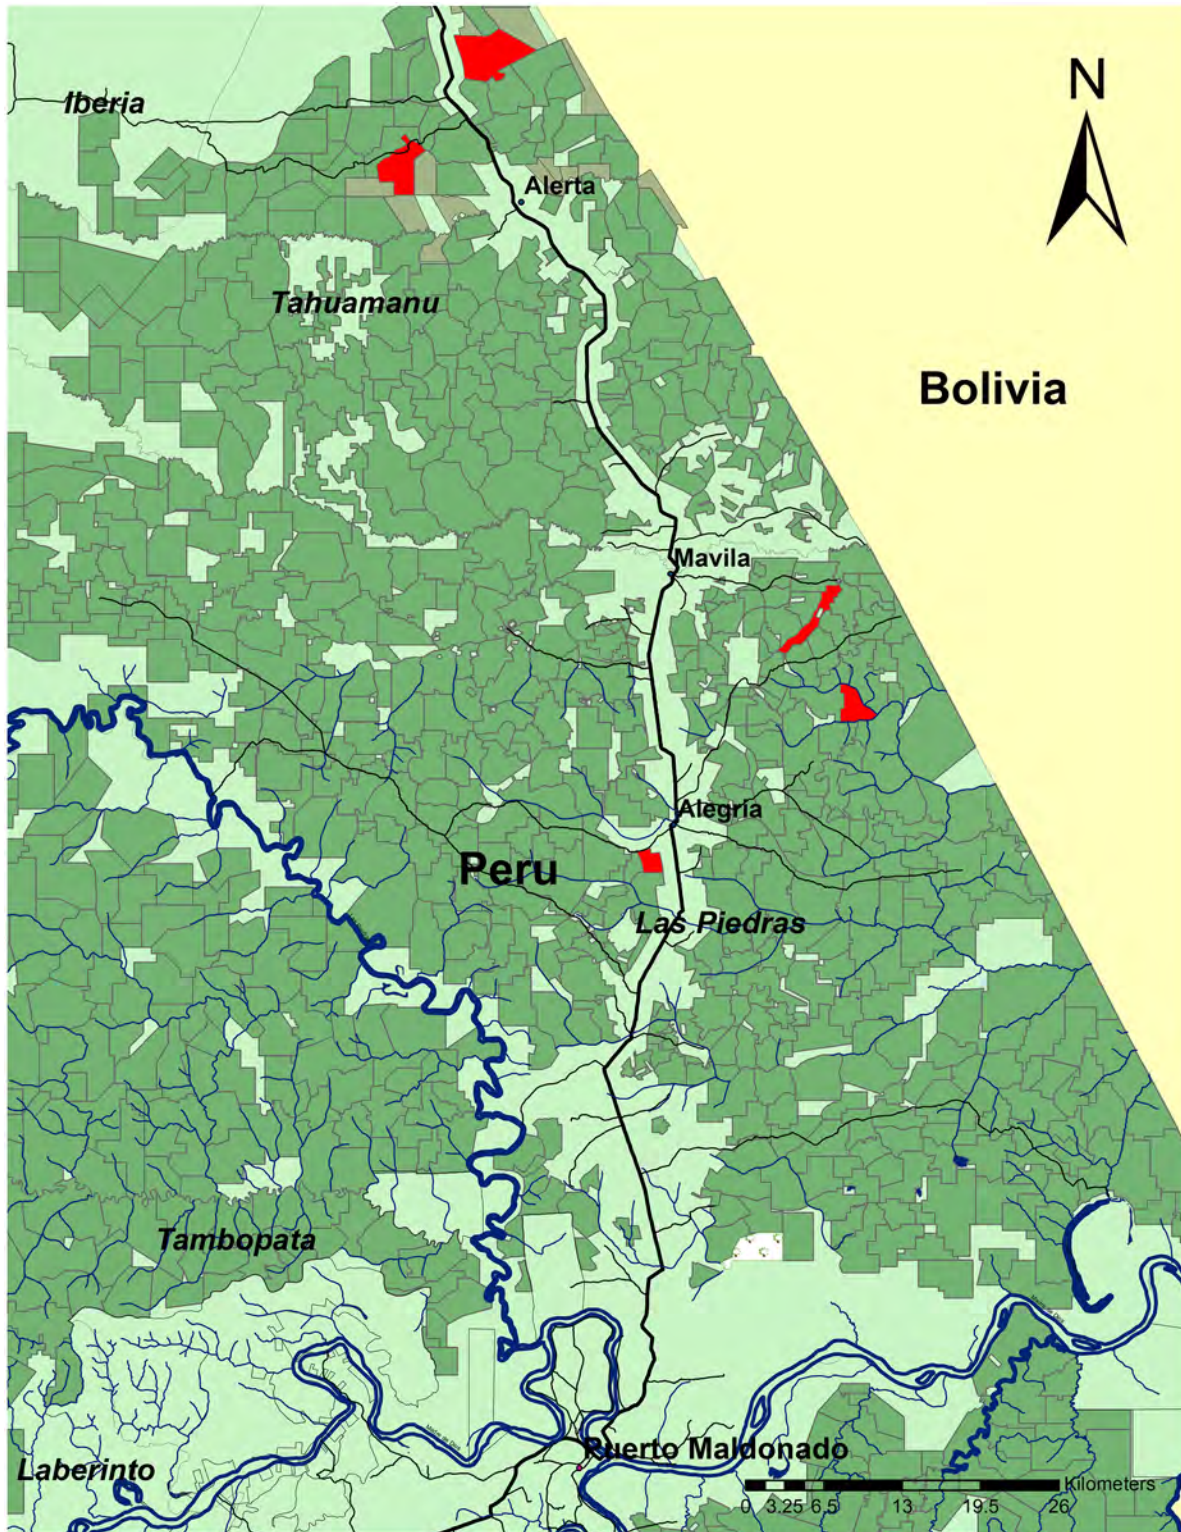 N
Iberia
Alerta
Tahuamanu
Bolivia
Mavila
Alegria
Peru
Las Piedras
Tambopata
Puerto Maldonado
Laberinto
Kilometers
0 3.25 6.5 13 19.5 26